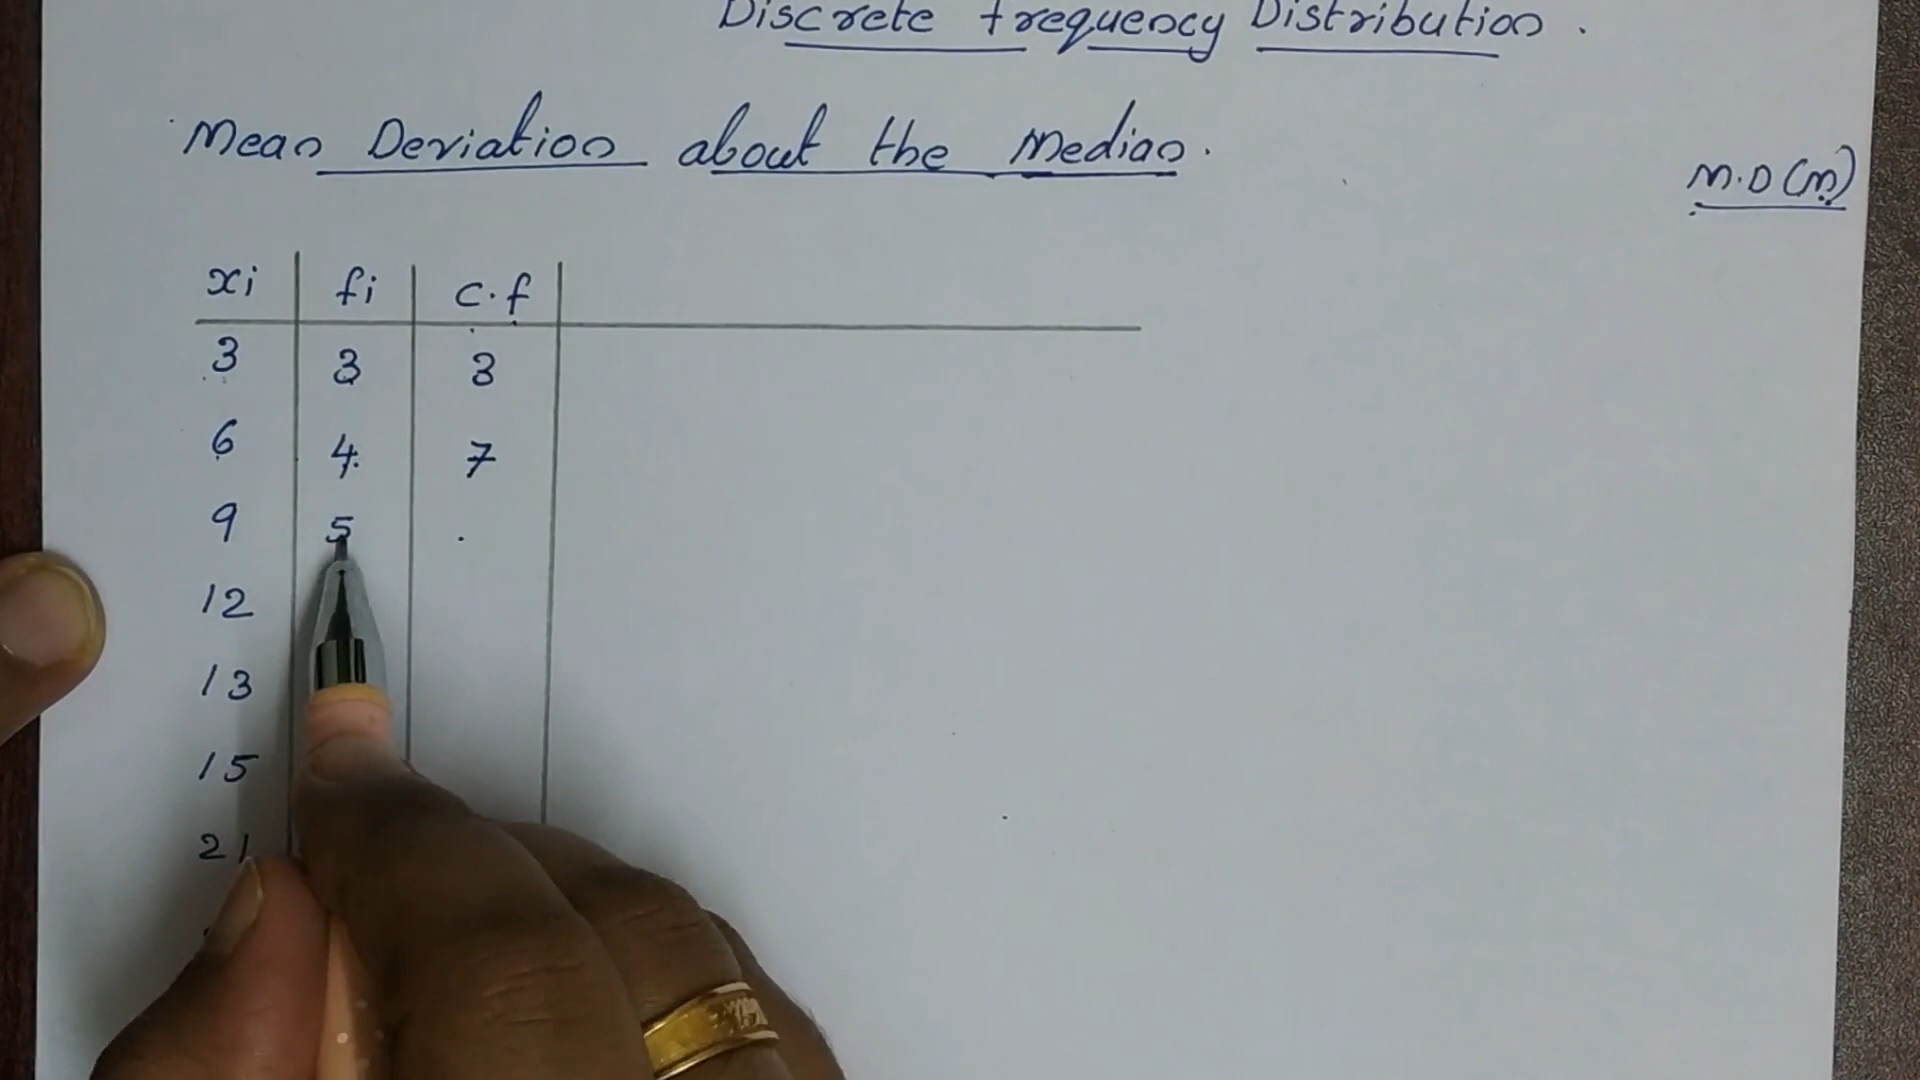 Discrete Frequency Distribution.
Mean Deviation about the Median.
M.D(M)
xi fi c.f
3 3 3
6 4 7
9 5
12
13
15
21